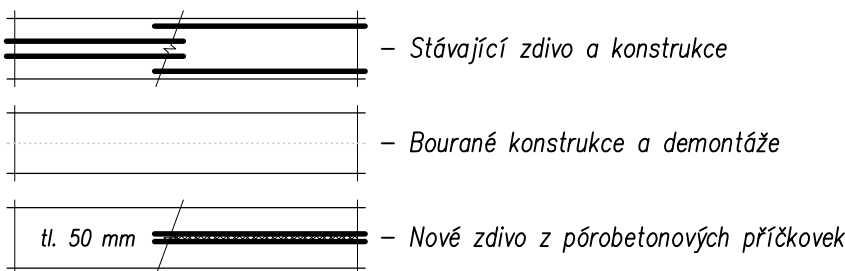 – Stávající zdivo a konstrukce
– Bourané konstrukce a demontáže
tl. 50 mm – Nové zdivo z pórobetonových příčkovek